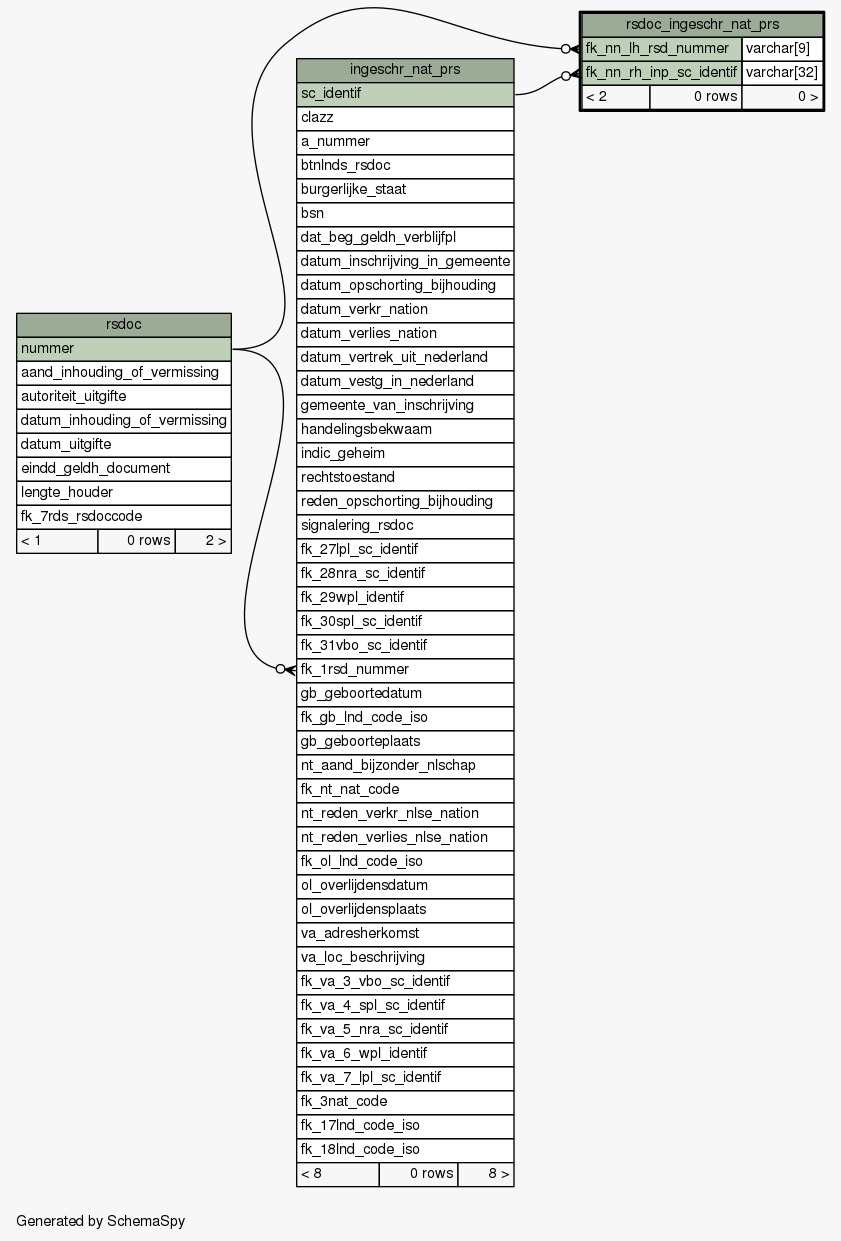 rsdoc_ingeschr_nat_prs
fk_nn_lh_rsd_nummer varchar[9]
fk_nn_rh_inp_sc_identif varchar[32]
< 2 0 rows 0 >
ingeschr_nat_prs
sc_identif
clazz
a_nummer
btnlnds_rsdoc
burgerlijke_staat
bsn
dat_beg_geldh_verblijfpl
datum_inschrijving_in_gemeente
datum_opschorting_bijhouding
datum_verkr_nation
datum_verlies_nation
datum_vertrek_uit_nederland
datum_vestg_in_nederland
gemeente_van_inschrijving
handelingsbekwaam
indic_geheim
rechtstoestand
reden_opschorting_bijhouding
signalering_rsdoc
fk_27lpl_sc_identif
fk_28nra_sc_identif
fk_29wpl_identif
fk_30spl_sc_identif
fk_31vbo_sc_identif
fk_1rsd_nummer
gb_geboortedatum
fk_gb_lnd_code_iso
gb_geboorteplaats
nt_aand_bijzonder_nlschap
fk_nt_nat_code
nt_reden_verkr_nlse_nation
nt_reden_verlies_nlse_nation
fk_ol_lnd_code_iso
ol_overlijdensdatum
ol_overlijdensplaats
va_adresherkomst
va_loc_beschrijving
fk_va_3_vbo_sc_identif
fk_va_4_spl_sc_identif
fk_va_5_nra_sc_identif
fk_va_6_wpl_identif
fk_va_7_lpl_sc_identif
fk_3nat_code
fk_17lnd_code_iso
fk_18lnd_code_iso
< 8 0 rows 8 >
rsdoc
nummer
aand_inhouding_of_vermissing
autoriteit_uitgifte
datum_inhouding_of_vermissing
datum_uitgifte
eindd_geldh_document
lengte_houder
fk_7rds_rsdoccode
< 1 0 rows 2 >
Generated by SchemaSpy